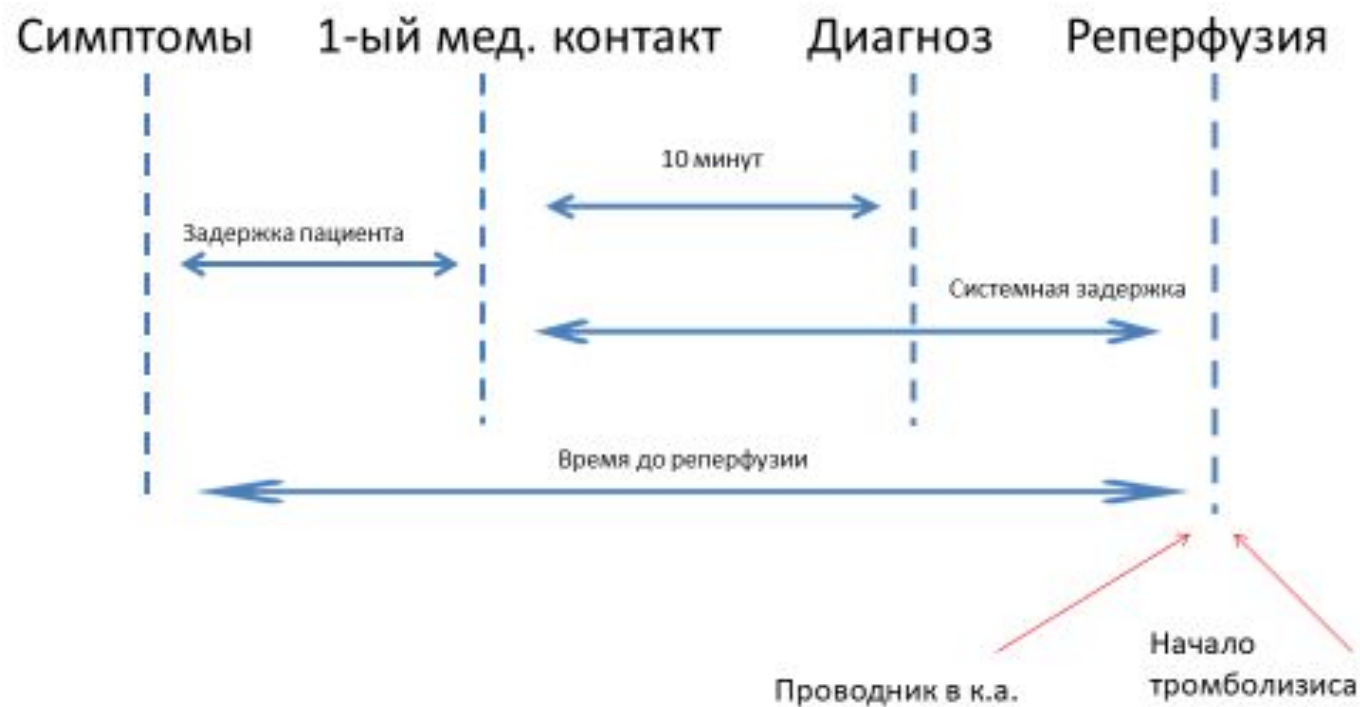 Симптомы 1-ый мед. контакт Диагноз Реперфузия
10 минут
Задержка пациента
Системная задержка
Время до реперфузии
Начало
тромболизиса
Проводник в к.а.